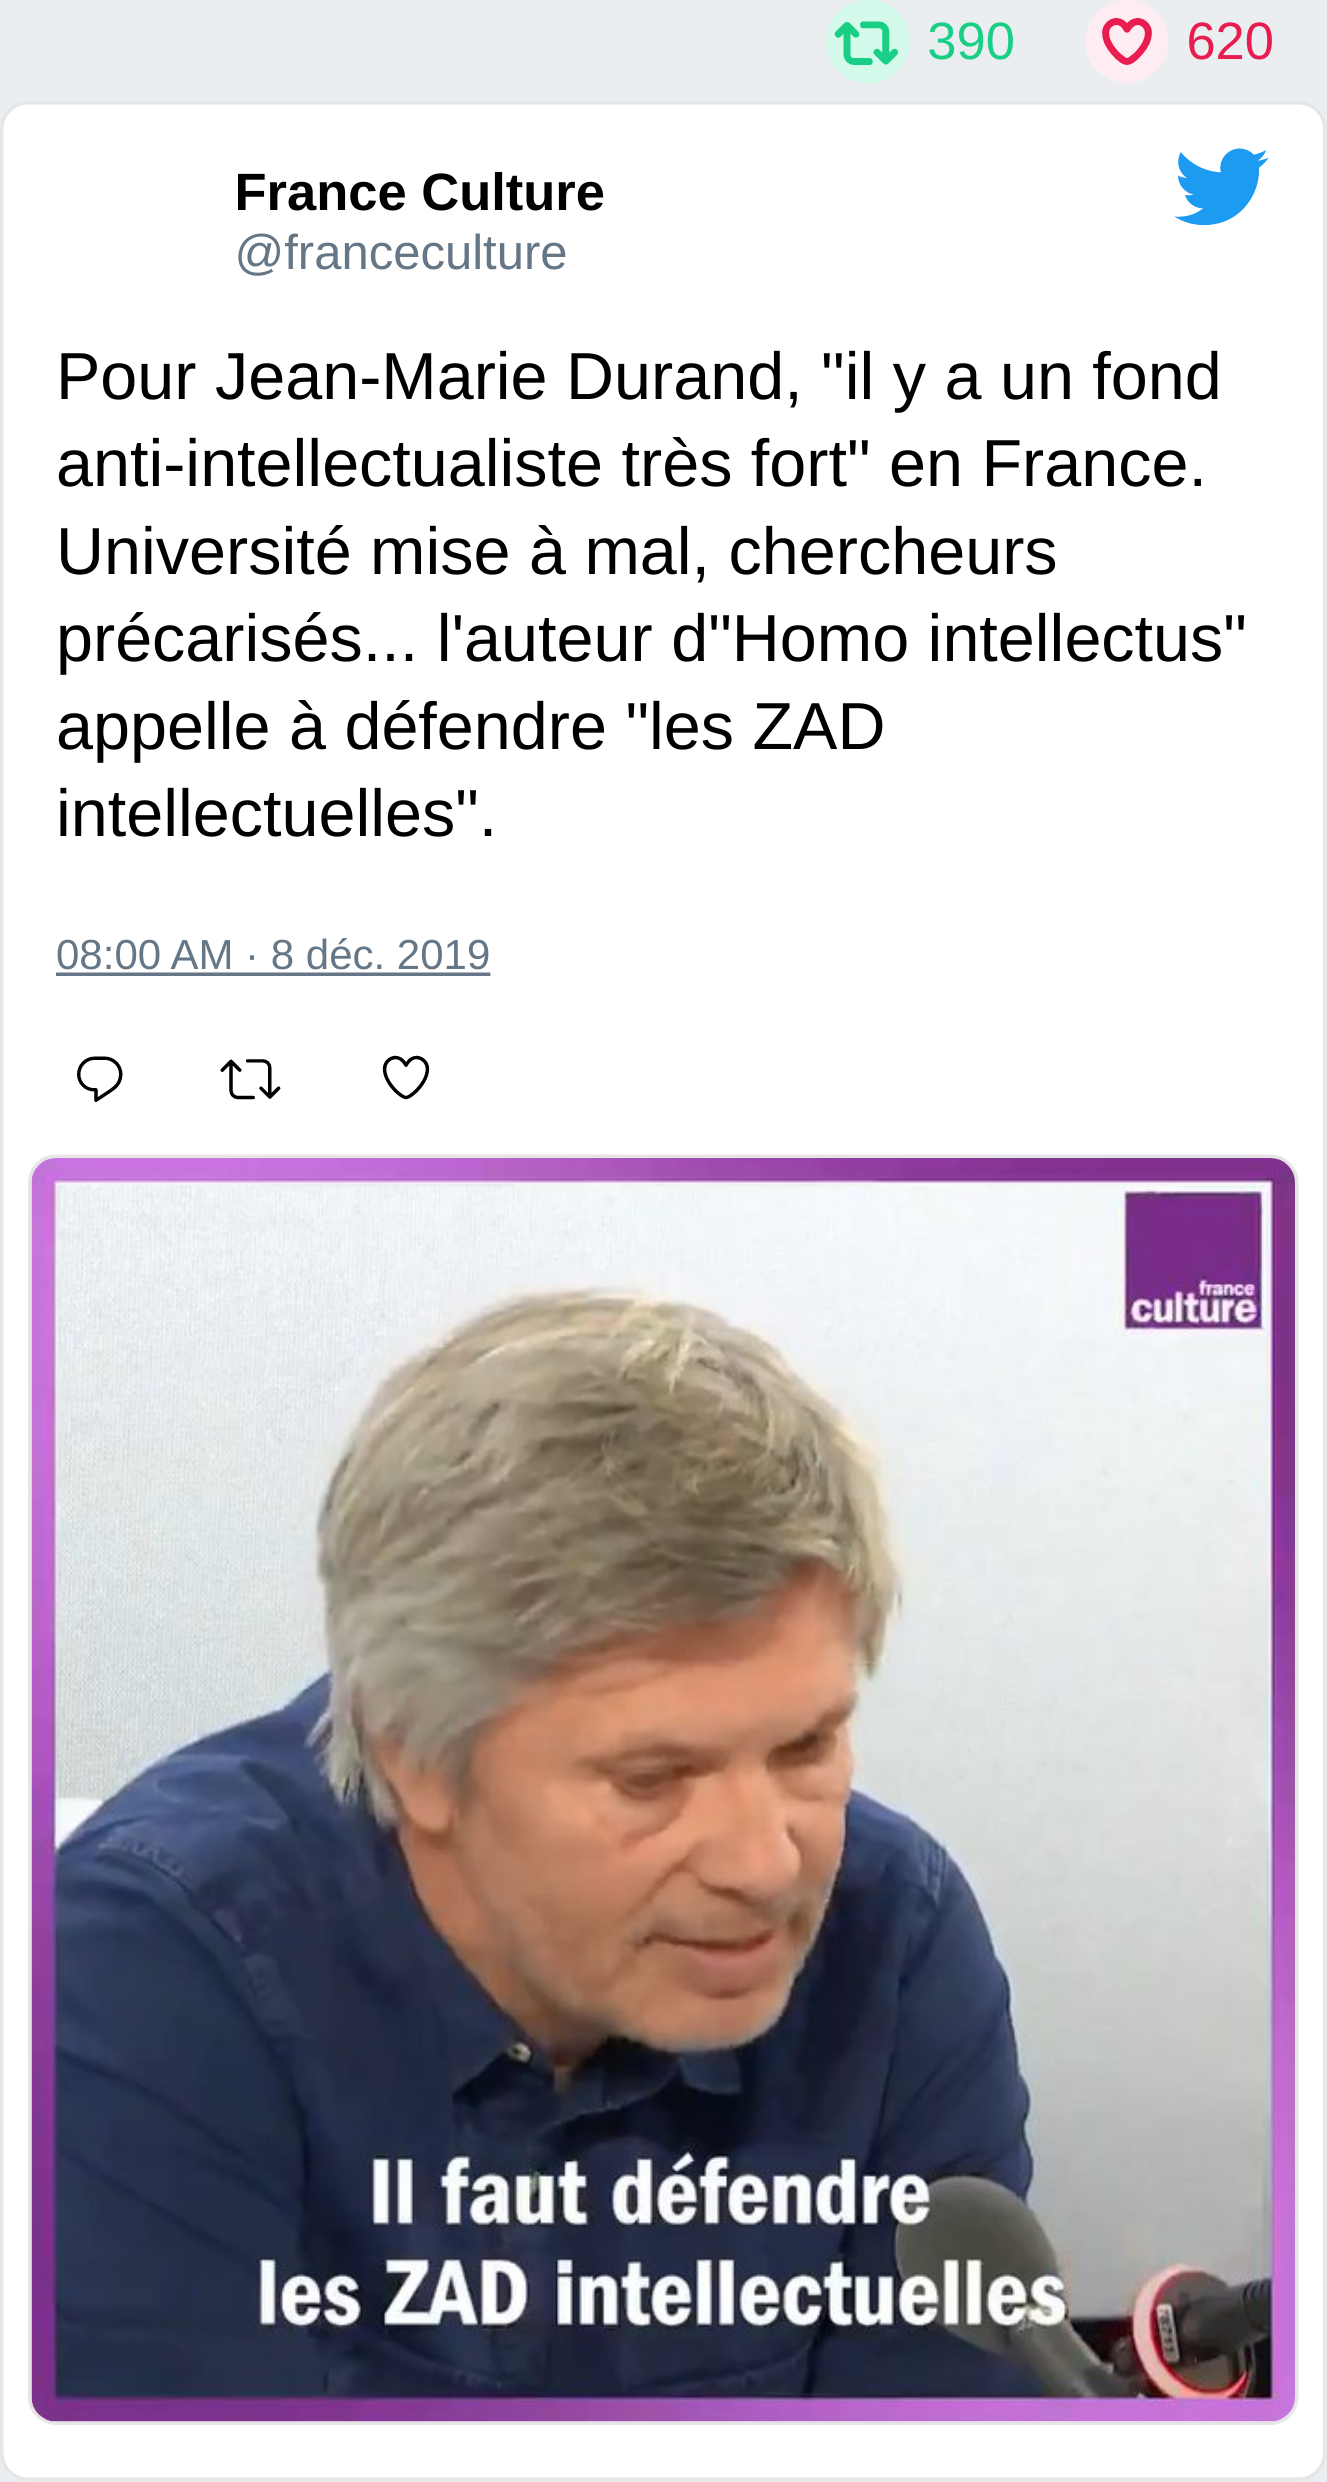 390 620
France Culture
@franceculture
Pour Jean-Marie Durand, "il y a un fond
anti-intellectualiste très fort" en France.
Université mise à mal, chercheurs
précarisés... l'auteur d"Homo intellectus"
appelle à défendre "les ZAD
intellectuelles".
08:00 AM · 8 déc. 2019
france
culture
Il faut défendre
les ZAD intellectuelles